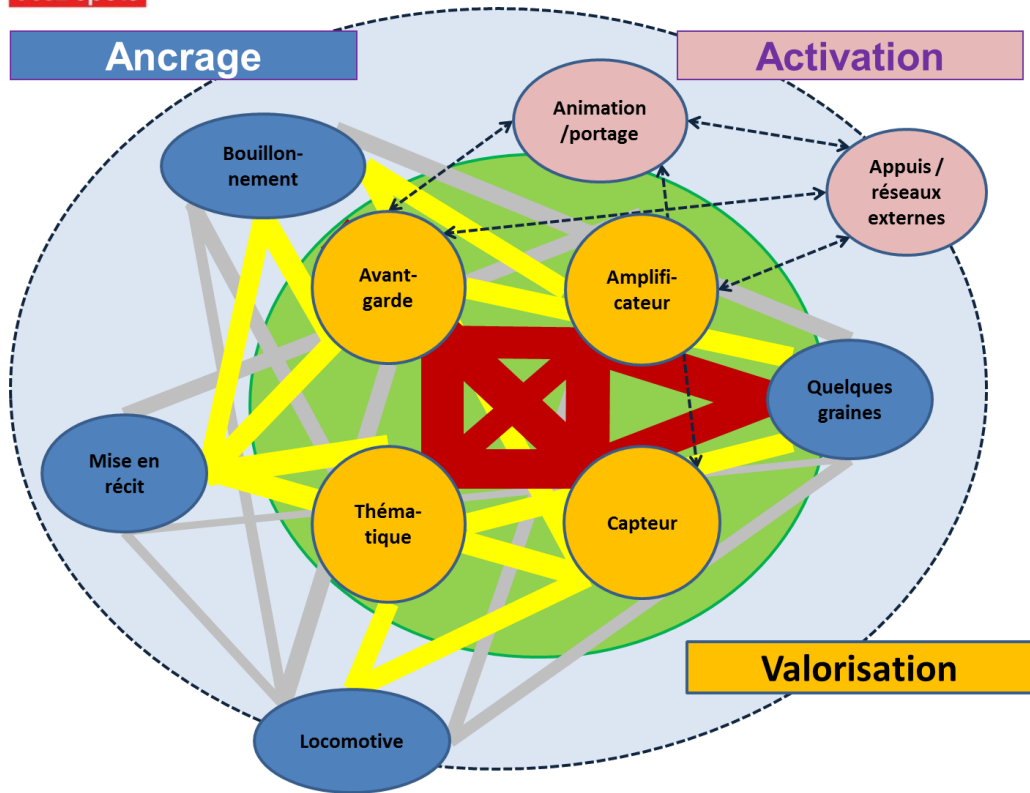 Ancrage
Activation
Animation
/portage
Bouillon-
nement
Appuis /
réseaux
externes
Avant-
garde
Amplifi-
cateur
Quelques
graines
Mise en
récit
Théma-
tique
Capteur
Valorisation
Locomotive